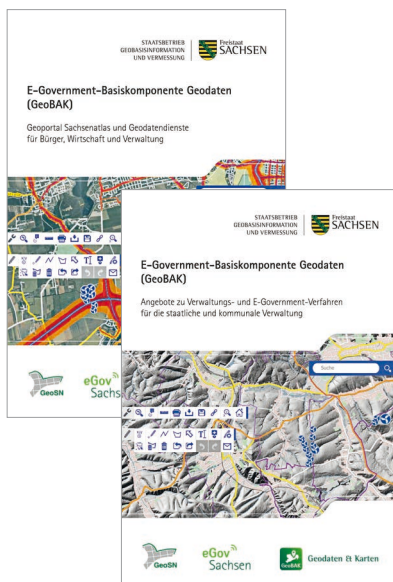 STAATSBETRIEB
GEOBASISINFORMATION
UND VERMESSUNG
Freistaat
SACHSEN
E-Government-Basiskomponente Geodaten
(GeoBAK)
Geoportal Sachsenatlas und Geodatendienste
für Bürger, Wirtschaft und Verwaltung
GeoSN
eGov
Sachs
STAATSBETRIEB
GEOBASISINFORMATION
UND VERMESSUNG
Freistaat
SACHSEN
E-Government-Basiskomponente Geodaten
(GeoBAK)
Angebote zu Verwaltungs- und E-Government-Verfahren
für die staatliche und kommunale Verwaltung
Suche
GeoSN
eGov
Sachsen
GeoBAK
Geodaten & Karten